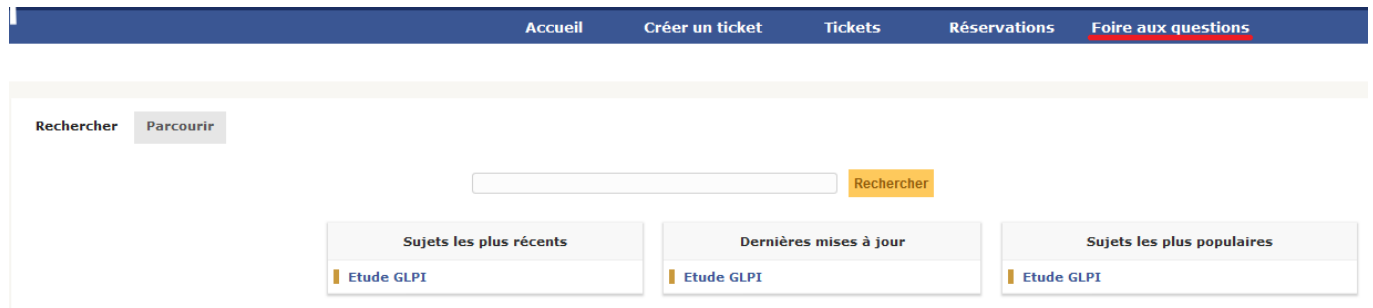 Accueil Créer un ticket Tickets Réservations Foire aux questions
Rechercher Parcourir
Rechercher
Sujets les plus récents Dernières mises à jour Sujets les plus populaires
Etude GLPI Etude GLPI Etude GLPI